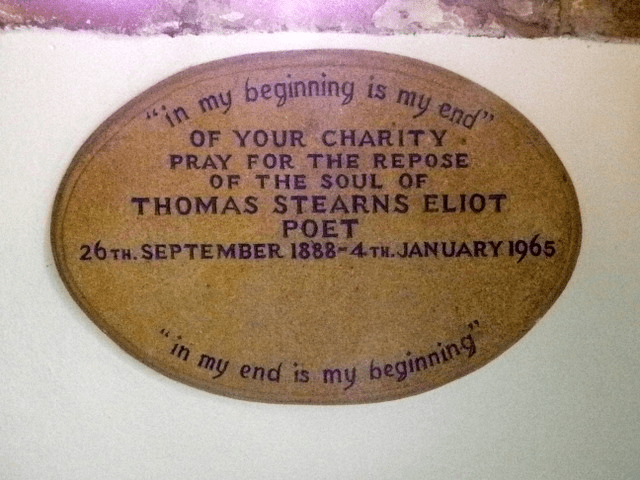 "in my beginning is my end"
OF YOUR CHARITY
PRAY FOR THE REPOSE
OF THE SOUL OF
THOMAS STEARNS ELIOT
POET
26TH. SEPTEMBER 1888-4TH. JANUARY 1965
"in my end is my beginning"